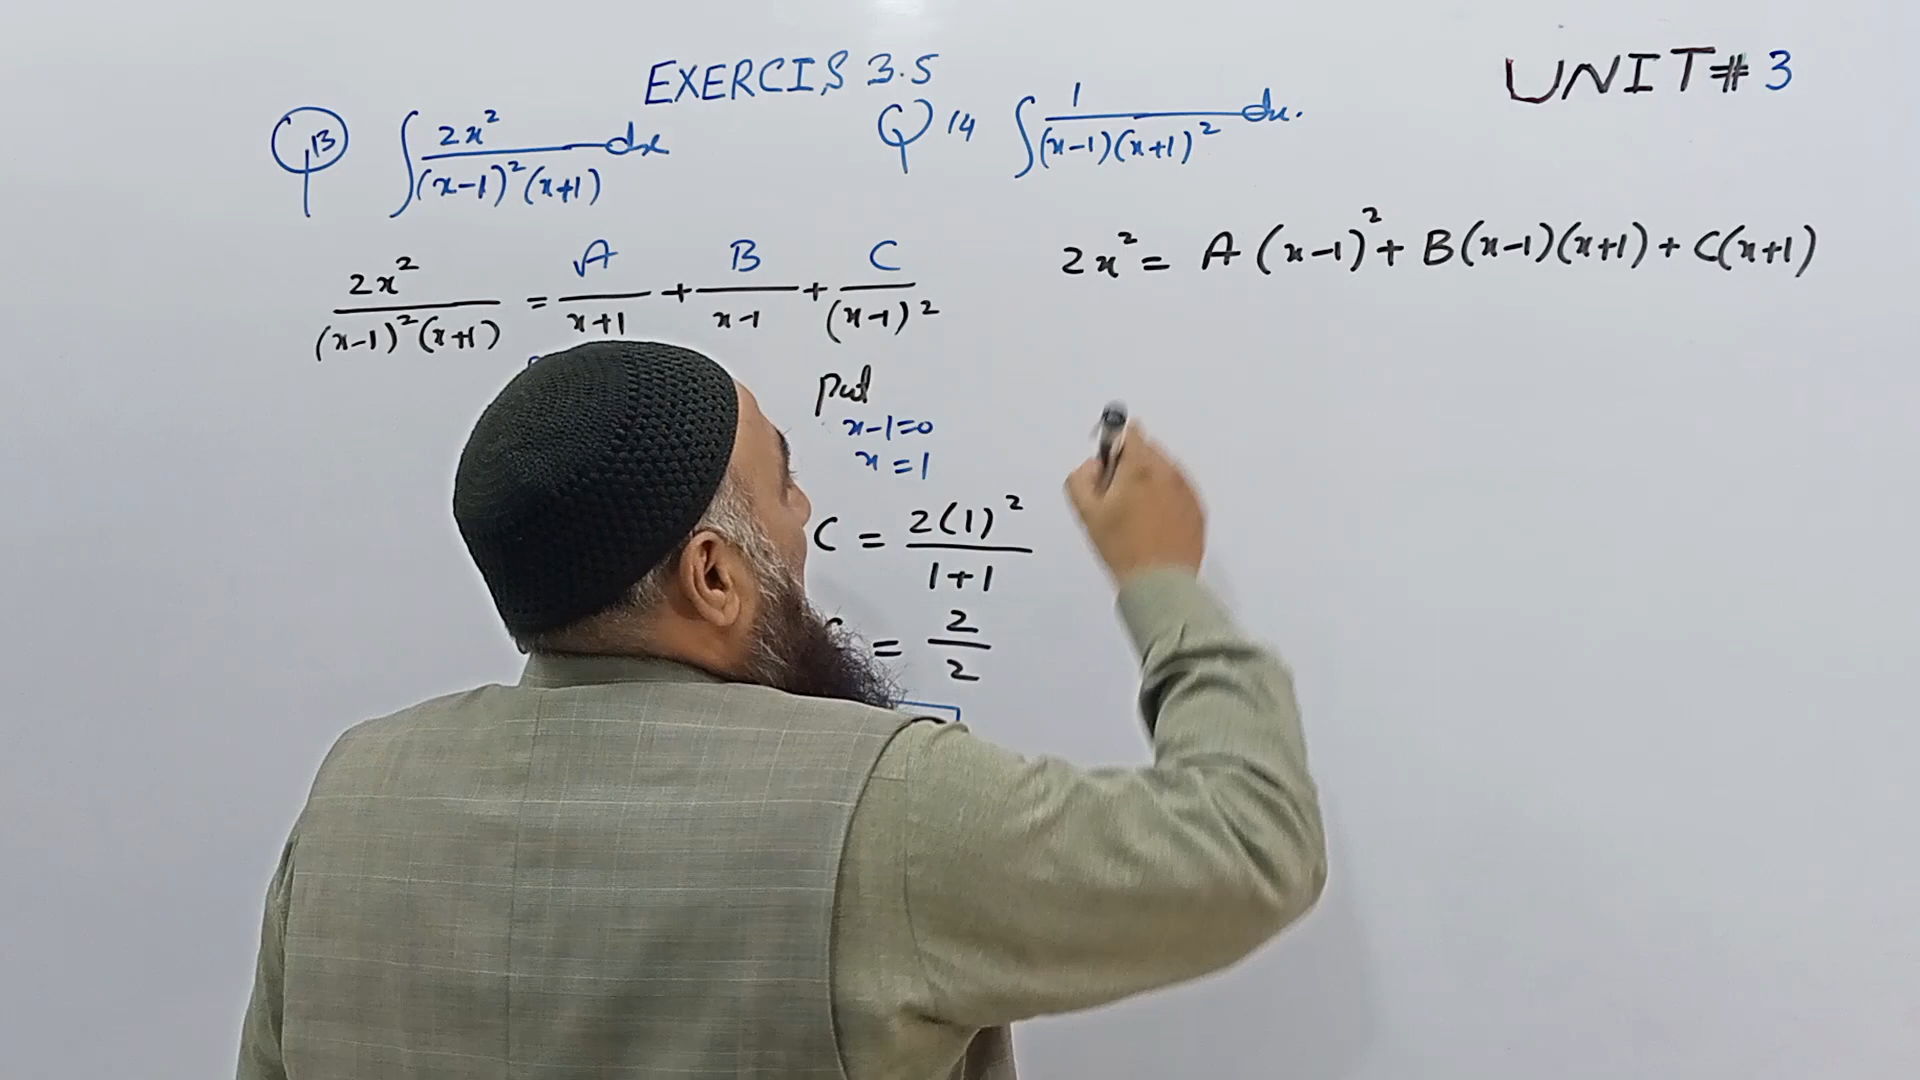 EXERCIS 3.5
UNIT # 3
Q13 ∫ 2x² / (x-1)²(x+1) dx
Q 14 ∫ 1 / (x-1)(x+1)² dx.
2x² / (x-1)²(x+1) = A / x+1 + B / x-1 + C / (x-1)²
2x² = A(x-1)² + B(x-1)(x+1) + C(x+1)
put
x-1=0
x=1
C = 2(1)² / 1+1
= 2 / 2